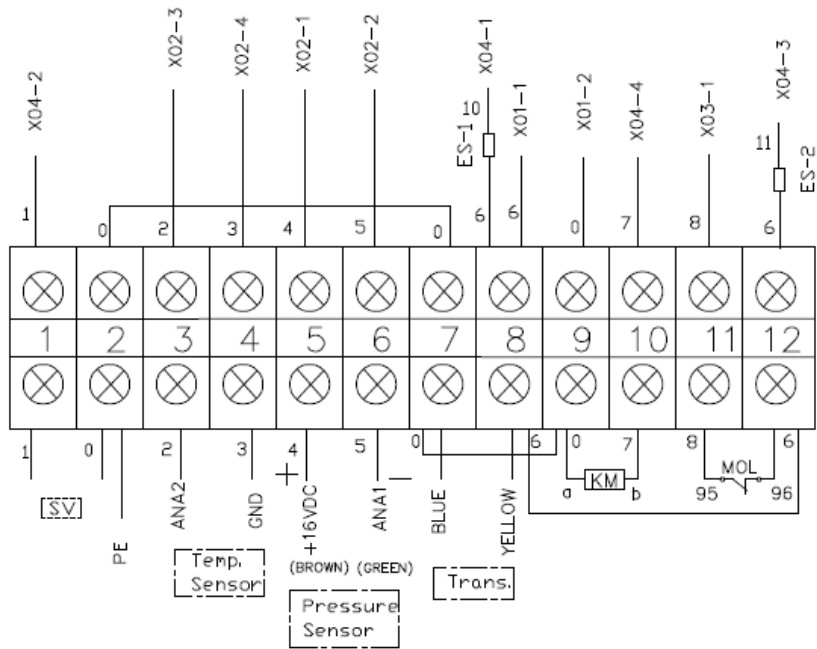 X04-2
X02-3
X02-4
X02-1
X02-2
X04-1
X01-1
X01-2
X04-4
X03-1
X04-3
10
ES-1
11
ES-2
1
0
2
3
4
5
0
6
6
0
7
8
6
1 2 3 4 5 6 7 8 9 10 11 12
1
0
2
3
4
5
0
6
0
7
8
6
+
−
SV
PE
ANA2
GND
+16VDC
ANA1
BLUE
YELLOW
a
KM
b
MOL
95
96
Temp.
Sensor
(BROWN) (GREEN)
Trans.
Pressure
Sensor